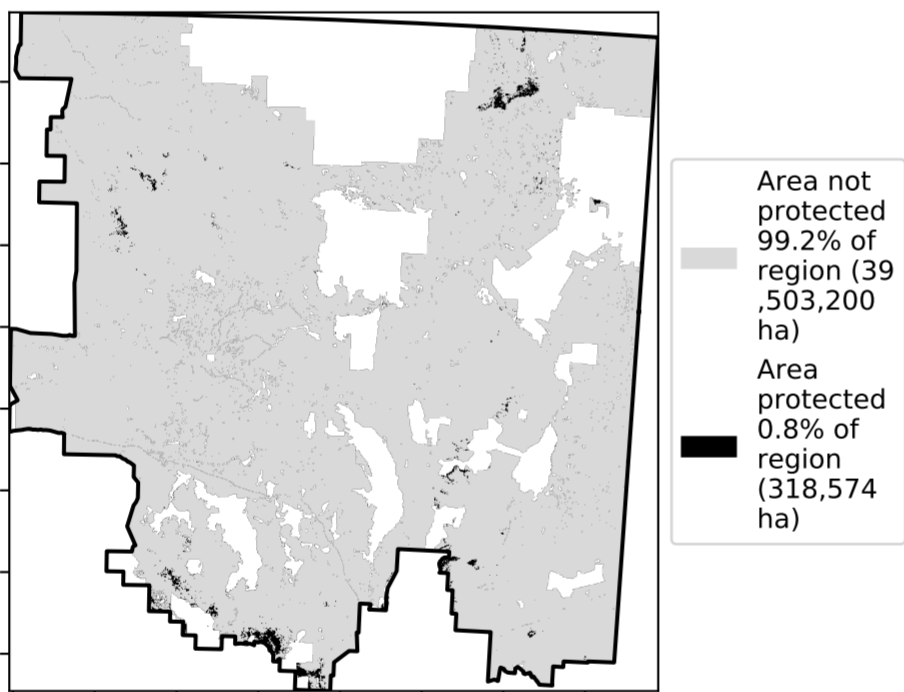 Area not
protected
99.2% of
region (39
,503,200
ha)
Area
protected
0.8% of
region
(318,574
ha)